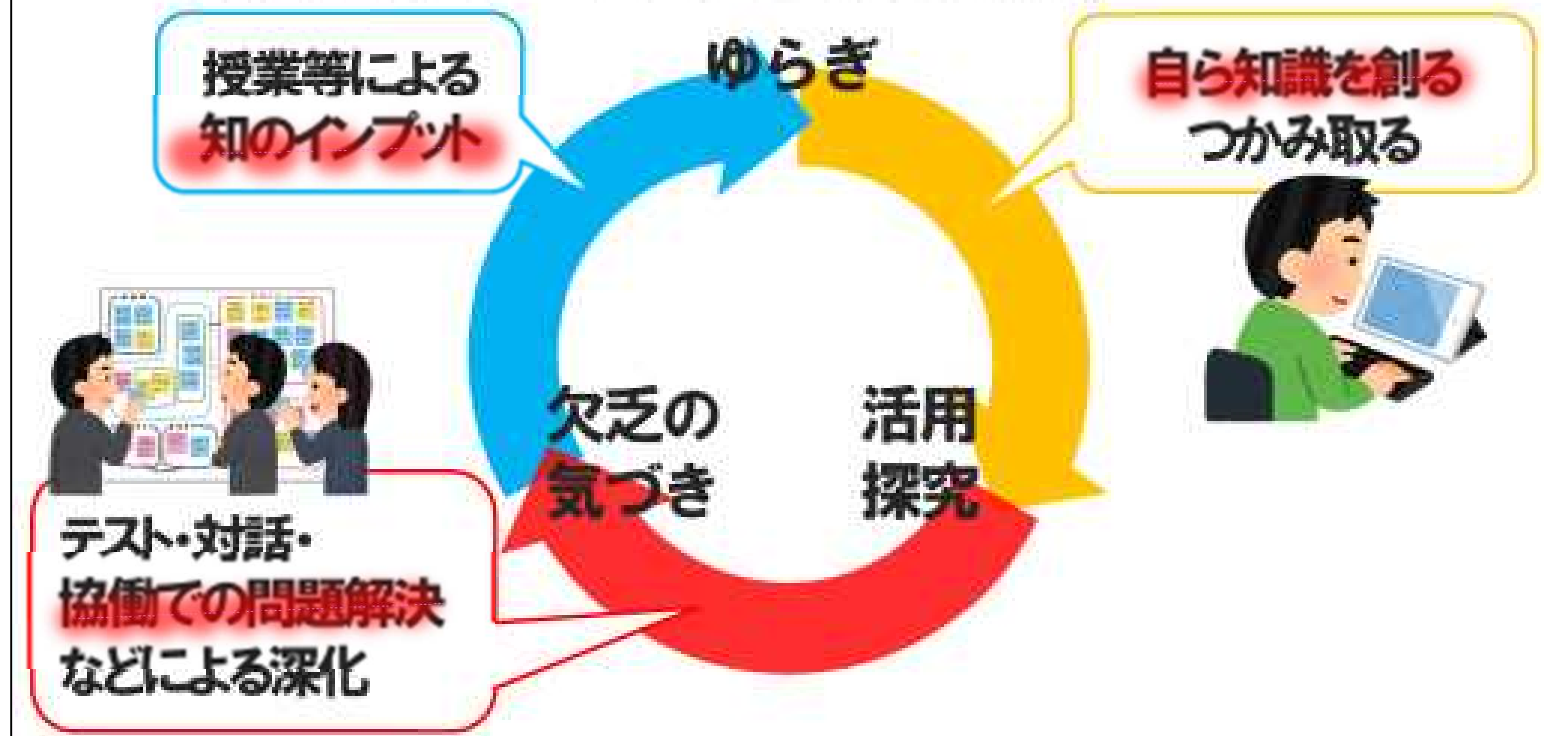 授業等による
知のインプット
ゆらぎ
自ら知識を創る
つかみ取る
欠乏の
気づき
活用
探究
テスト・対話・
協働での問題解決
などによる深化